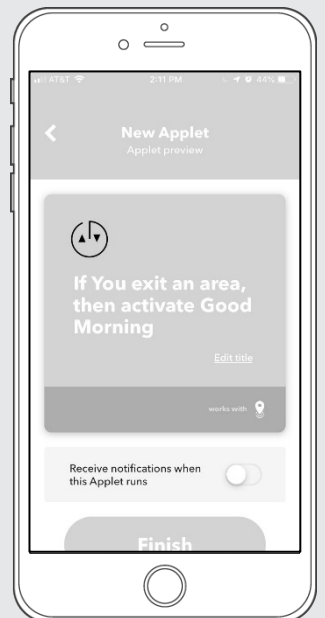 AT&T 2:11 PM 44%
New Applet
Applet preview
If You exit an area,
then activate Good
Morning
Edit title
works with
Receive notifications when
this Applet runs
Finish